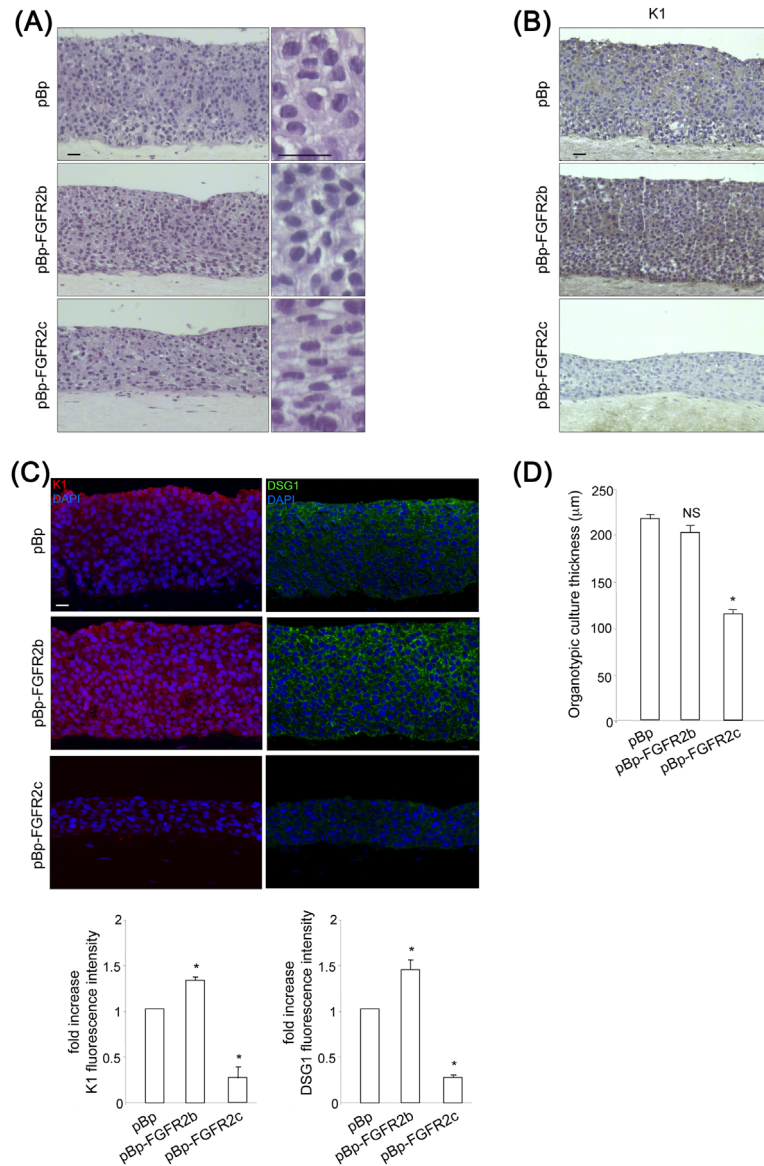 (A)
pBp
pBp-FGFR2b
pBp-FGFR2c
(B)
K1
pBp
pBp-FGFR2b
pBp-FGFR2c
(C)
K1
DAPI
DSG1
DAPI
pBp
pBp-FGFR2b
pBp-FGFR2c
fold increase
K1 fluorescence intensity
2
1.5
1
0.5
0
*
*
pBp
pBp-FGFR2b
pBp-FGFR2c
fold increase
DSG1 fluorescence intensity
2
1.5
1
0.5
0
*
*
pBp
pBp-FGFR2b
pBp-FGFR2c
(D)
Organotypic culture thickness (µm)
250
200
150
100
50
0
NS
*
pBp
pBp-FGFR2b
pBp-FGFR2c